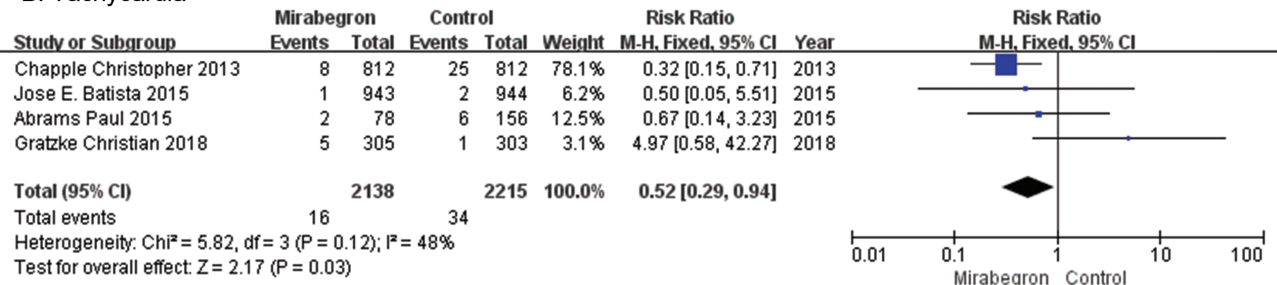 B. Tachycardia
Mirabegron Control Risk Ratio Risk Ratio
Study or Subgroup Events Total Events Total Weight M-H, Fixed, 95% CI Year M-H, Fixed, 95% CI
Chapple Christopher 2013 8 812 25 812 78.1% 0.32 [0.15, 0.71] 2013
Jose E. Batista 2015 1 943 2 944 6.2% 0.50 [0.05, 5.51] 2015
Abrams Paul 2015 2 78 6 156 12.5% 0.67 [0.14, 3.23] 2015
Gratzke Christian 2018 5 305 1 303 3.1% 4.97 [0.58, 42.27] 2018
Total (95% CI) 2138 2215 100.0% 0.52 [0.29, 0.94]
Total events 16 34
Heterogeneity: Chi² = 5.82, df = 3 (P = 0.12); I² = 48%
Test for overall effect: Z = 2.17 (P = 0.03)
0.01 0.1 1 10 100
Mirabegron Control